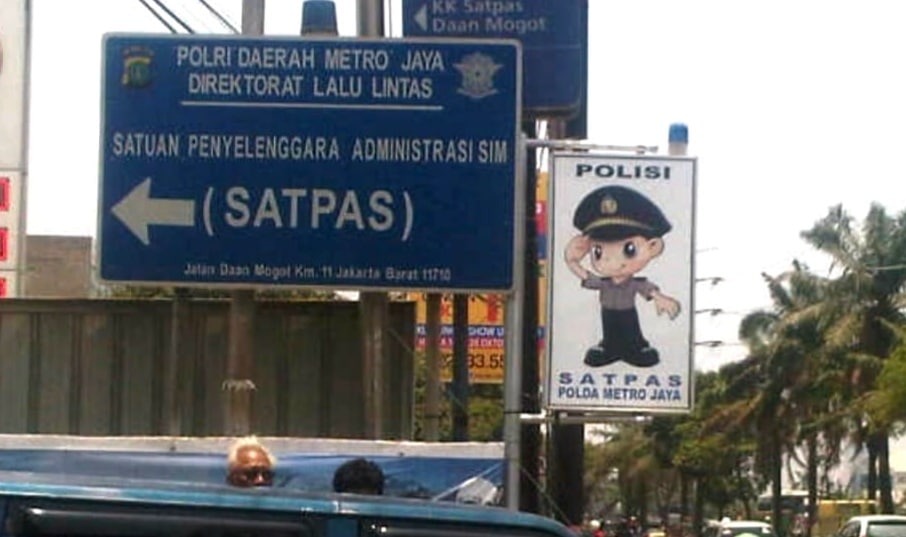 KK Satpas
Daan Mogot
POLRI DAERAH METRO JAYA
DIREKTORAT LALU LINTAS
SATUAN PENYELENGGARA ADMINISTRASI SIM
(SATPAS)
Jalan Daan Mogot Km. 11 Jakarta Barat 11710
POLISI
SATPAS
POLDA METRO JAYA